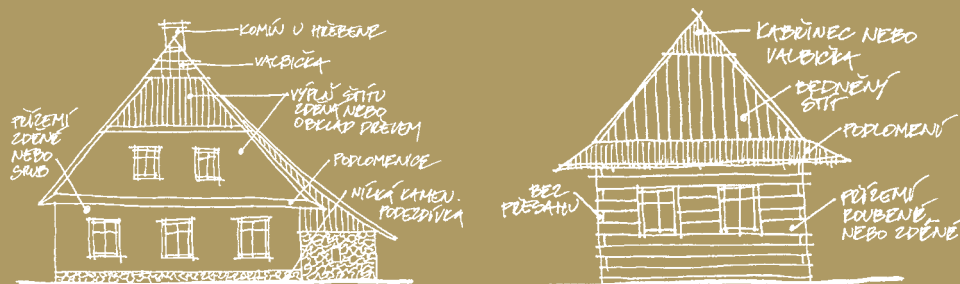 KOMÍN U HŘEBENE
VALBIČKA
VÝPLŇ ŠTÍTU
ZDĚNÁ NEBO
OBKLAD DŘEVEM
PŘÍZEMÍ
ZDĚNÉ
NEBO
SRUB
PODLOMENICE
NÍZKÁ KAMEN.
PODEZDÍVKA
KABŘINEC NEBO
VALBIČKA
BEDNĚNÝ
ŠTÍT
PODLOMENÍ
BEZ
PŘESAHU
PŘÍZEMÍ
ROUBENÉ
NEBO ZDĚNÉ